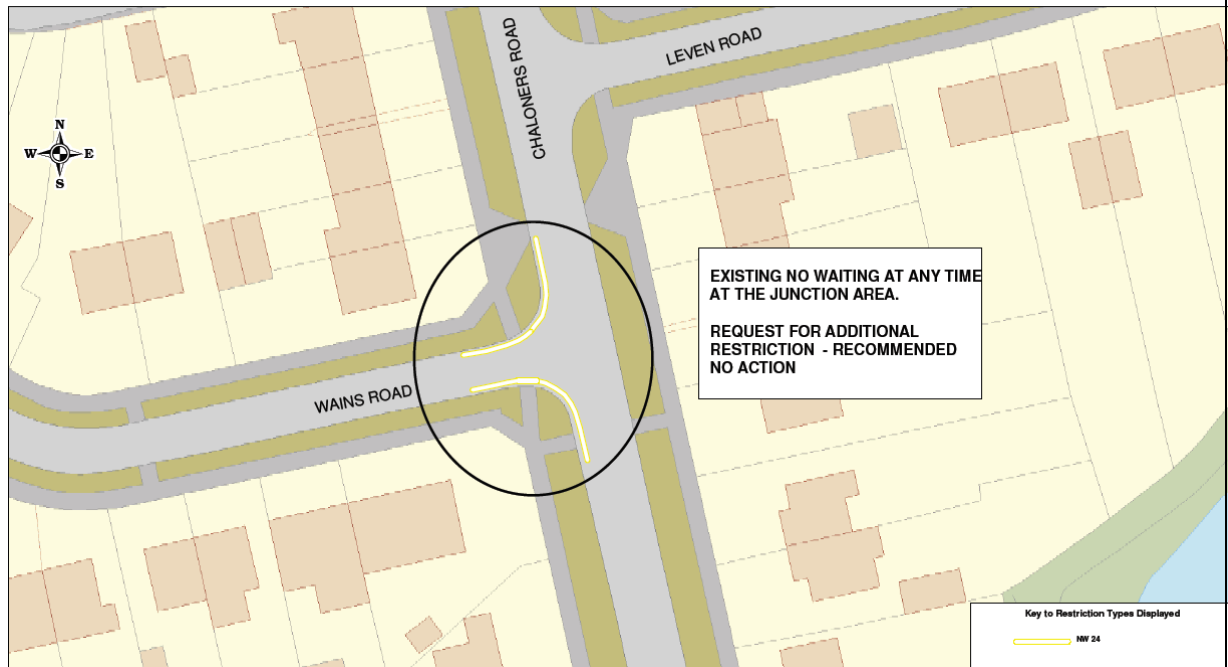 CHALONERS ROAD
LEVEN ROAD
N
W E
S
EXISTING NO WAITING AT ANY TIME
AT THE JUNCTION AREA.
REQUEST FOR ADDITIONAL
RESTRICTION - RECOMMENDED
NO ACTION
WAINS ROAD
Key to Restriction Types Displayed
NW 24